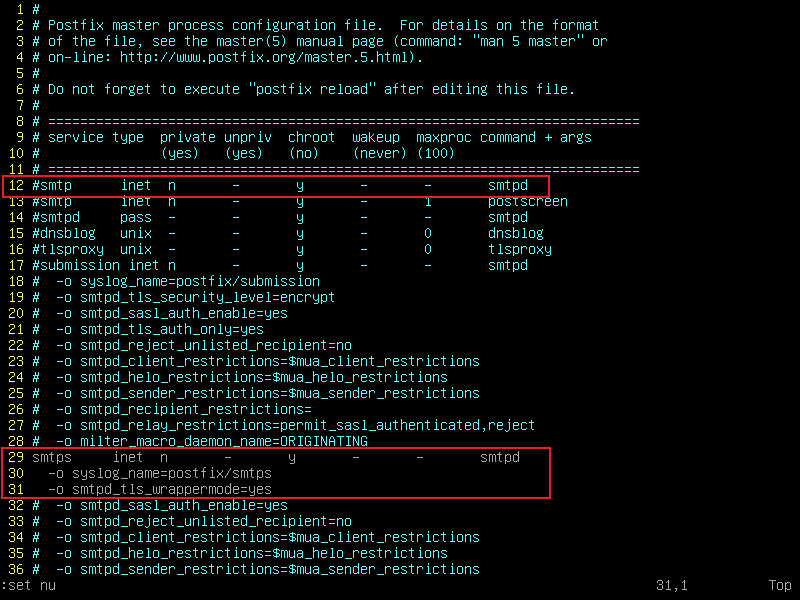 1 #
2 # Postfix master process configuration file.  For details on the format
3 # of the file, see the master(5) manual page (command: "man 5 master" or
4 # on-line: http://www.postfix.org/master.5.html).
5 #
6 # Do not forget to execute "postfix reload" after editing this file.
7 #
8 # ==========================================================================
9 # service type  private unpriv  chroot  wakeup  maxproc command + args
10 #               (yes)   (yes)   (no)    (never) (100)
11 # ==========================================================================
12 #smtp      inet  n       -       y       -       -       smtpd
13 #smtp      inet  n       -       y       -       1       postscreen
14 #smtpd     pass  -       -       y       -       -       smtpd
15 #dnsblog   unix  -       -       y       -       0       dnsblog
16 #tlsproxy  unix  -       -       y       -       0       tlsproxy
17 #submission inet n       -       y       -       -       smtpd
18 #  -o syslog_name=postfix/submission
19 #  -o smtpd_tls_security_level=encrypt
20 #  -o smtpd_sasl_auth_enable=yes
21 #  -o smtpd_tls_auth_only=yes
22 #  -o smtpd_reject_unlisted_recipient=no
23 #  -o smtpd_client_restrictions=$mua_client_restrictions
24 #  -o smtpd_helo_restrictions=$mua_helo_restrictions
25 #  -o smtpd_sender_restrictions=$mua_sender_restrictions
26 #  -o smtpd_recipient_restrictions=
27 #  -o smtpd_relay_restrictions=permit_sasl_authenticated,reject
28 #  -o milter_macro_daemon_name=ORIGINATING
29 smtps     inet  n       -       y       -       -       smtpd
30   -o syslog_name=postfix/smtps
31   -o smtpd_tls_wrappermode=yes
32 #  -o smtpd_sasl_auth_enable=yes
33 #  -o smtpd_reject_unlisted_recipient=no
34 #  -o smtpd_client_restrictions=$mua_client_restrictions
35 #  -o smtpd_helo_restrictions=$mua_helo_restrictions
36 #  -o smtpd_sender_restrictions=$mua_sender_restrictions
:set nu                                                    31,1          Top